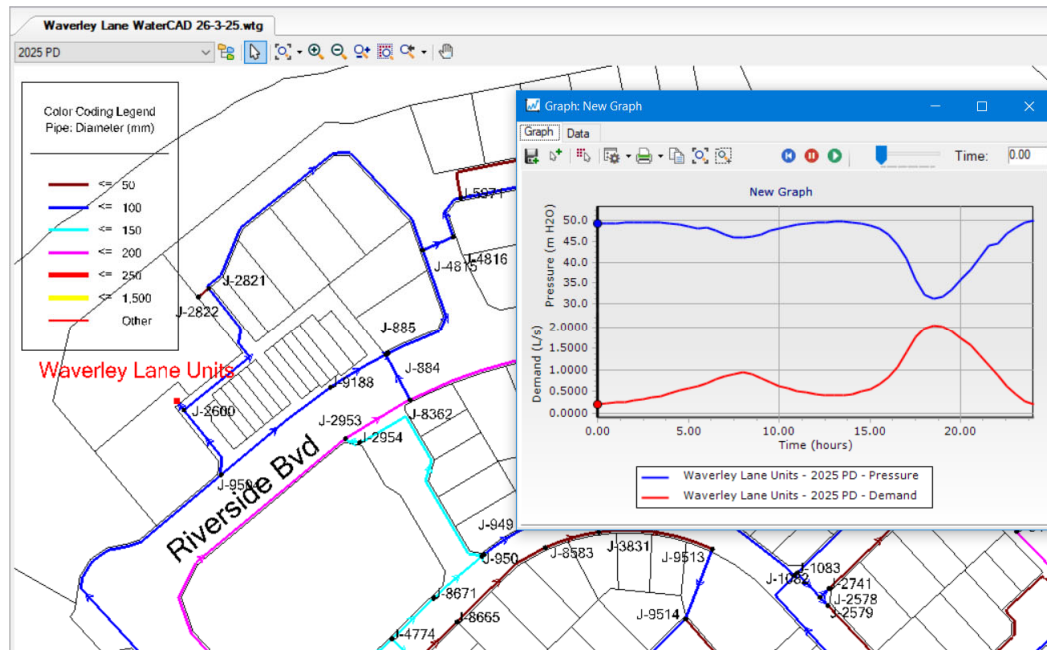 Waverley Lane WaterCAD 26-3-25.wtg
2025 PD
Color Coding Legend
Pipe: Diameter (mm)
<= 50
<= 100
<= 150
<= 200
<= 250
<= 1,500
Other
Waverley Lane Units
Riverside Bvd
J-2821
J-2822
J-2600
J-9504
J-9188
J-885
J-884
J-4815
J-4816
J-5971
J-8362
J-2953
J-2954
J-949
J-950
J-8583
J-3831
J-9513
J-8671
J-8665
J-4774
J-9514
J-1083
J-1082
J-2741
J-2578
J-2579
Graph: New Graph
Graph Data
Time: 0.00
New Graph
Pressure (m H2O)
50.0
45.0
40.0
35.0
30.0
Demand (L/s)
2.0000
1.5000
1.0000
0.5000
0.0000
0.00 5.00 10.00 15.00 20.00
Time (hours)
Waverley Lane Units - 2025 PD - Pressure
Waverley Lane Units - 2025 PD - Demand